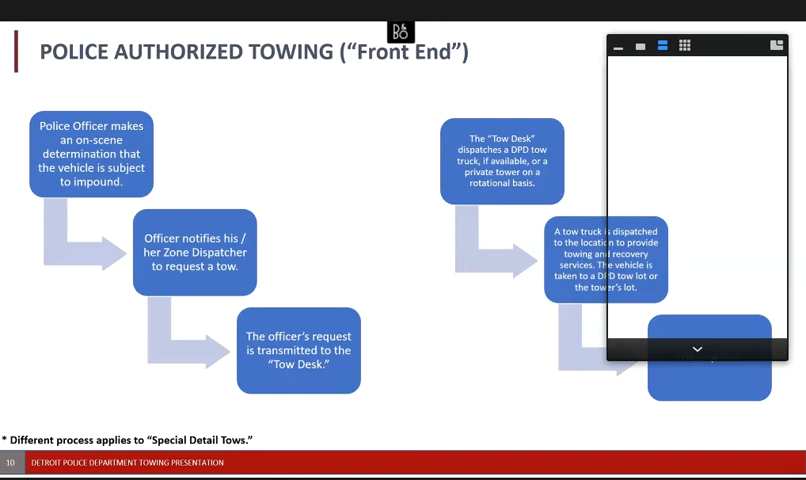 B&O
POLICE AUTHORIZED TOWING ("Front End")
Police Officer makes
an on-scene
determination that
the vehicle is subject
to impound.
Officer notifies his /
her Zone Dispatcher
to request a tow.
The officer's request
is transmitted to the
"Tow Desk."
The "Tow Desk"
dispatches a DPD tow
truck, if available, or a
private tower on a
rotational basis.
A tow truck is dispatched
to the location to provide
towing and recovery
services. The vehicle is
taken to a DPD tow lot or
the tower's lot.
* Different process applies to "Special Detail Tows."
10 DETROIT POLICE DEPARTMENT TOWING PRESENTATION